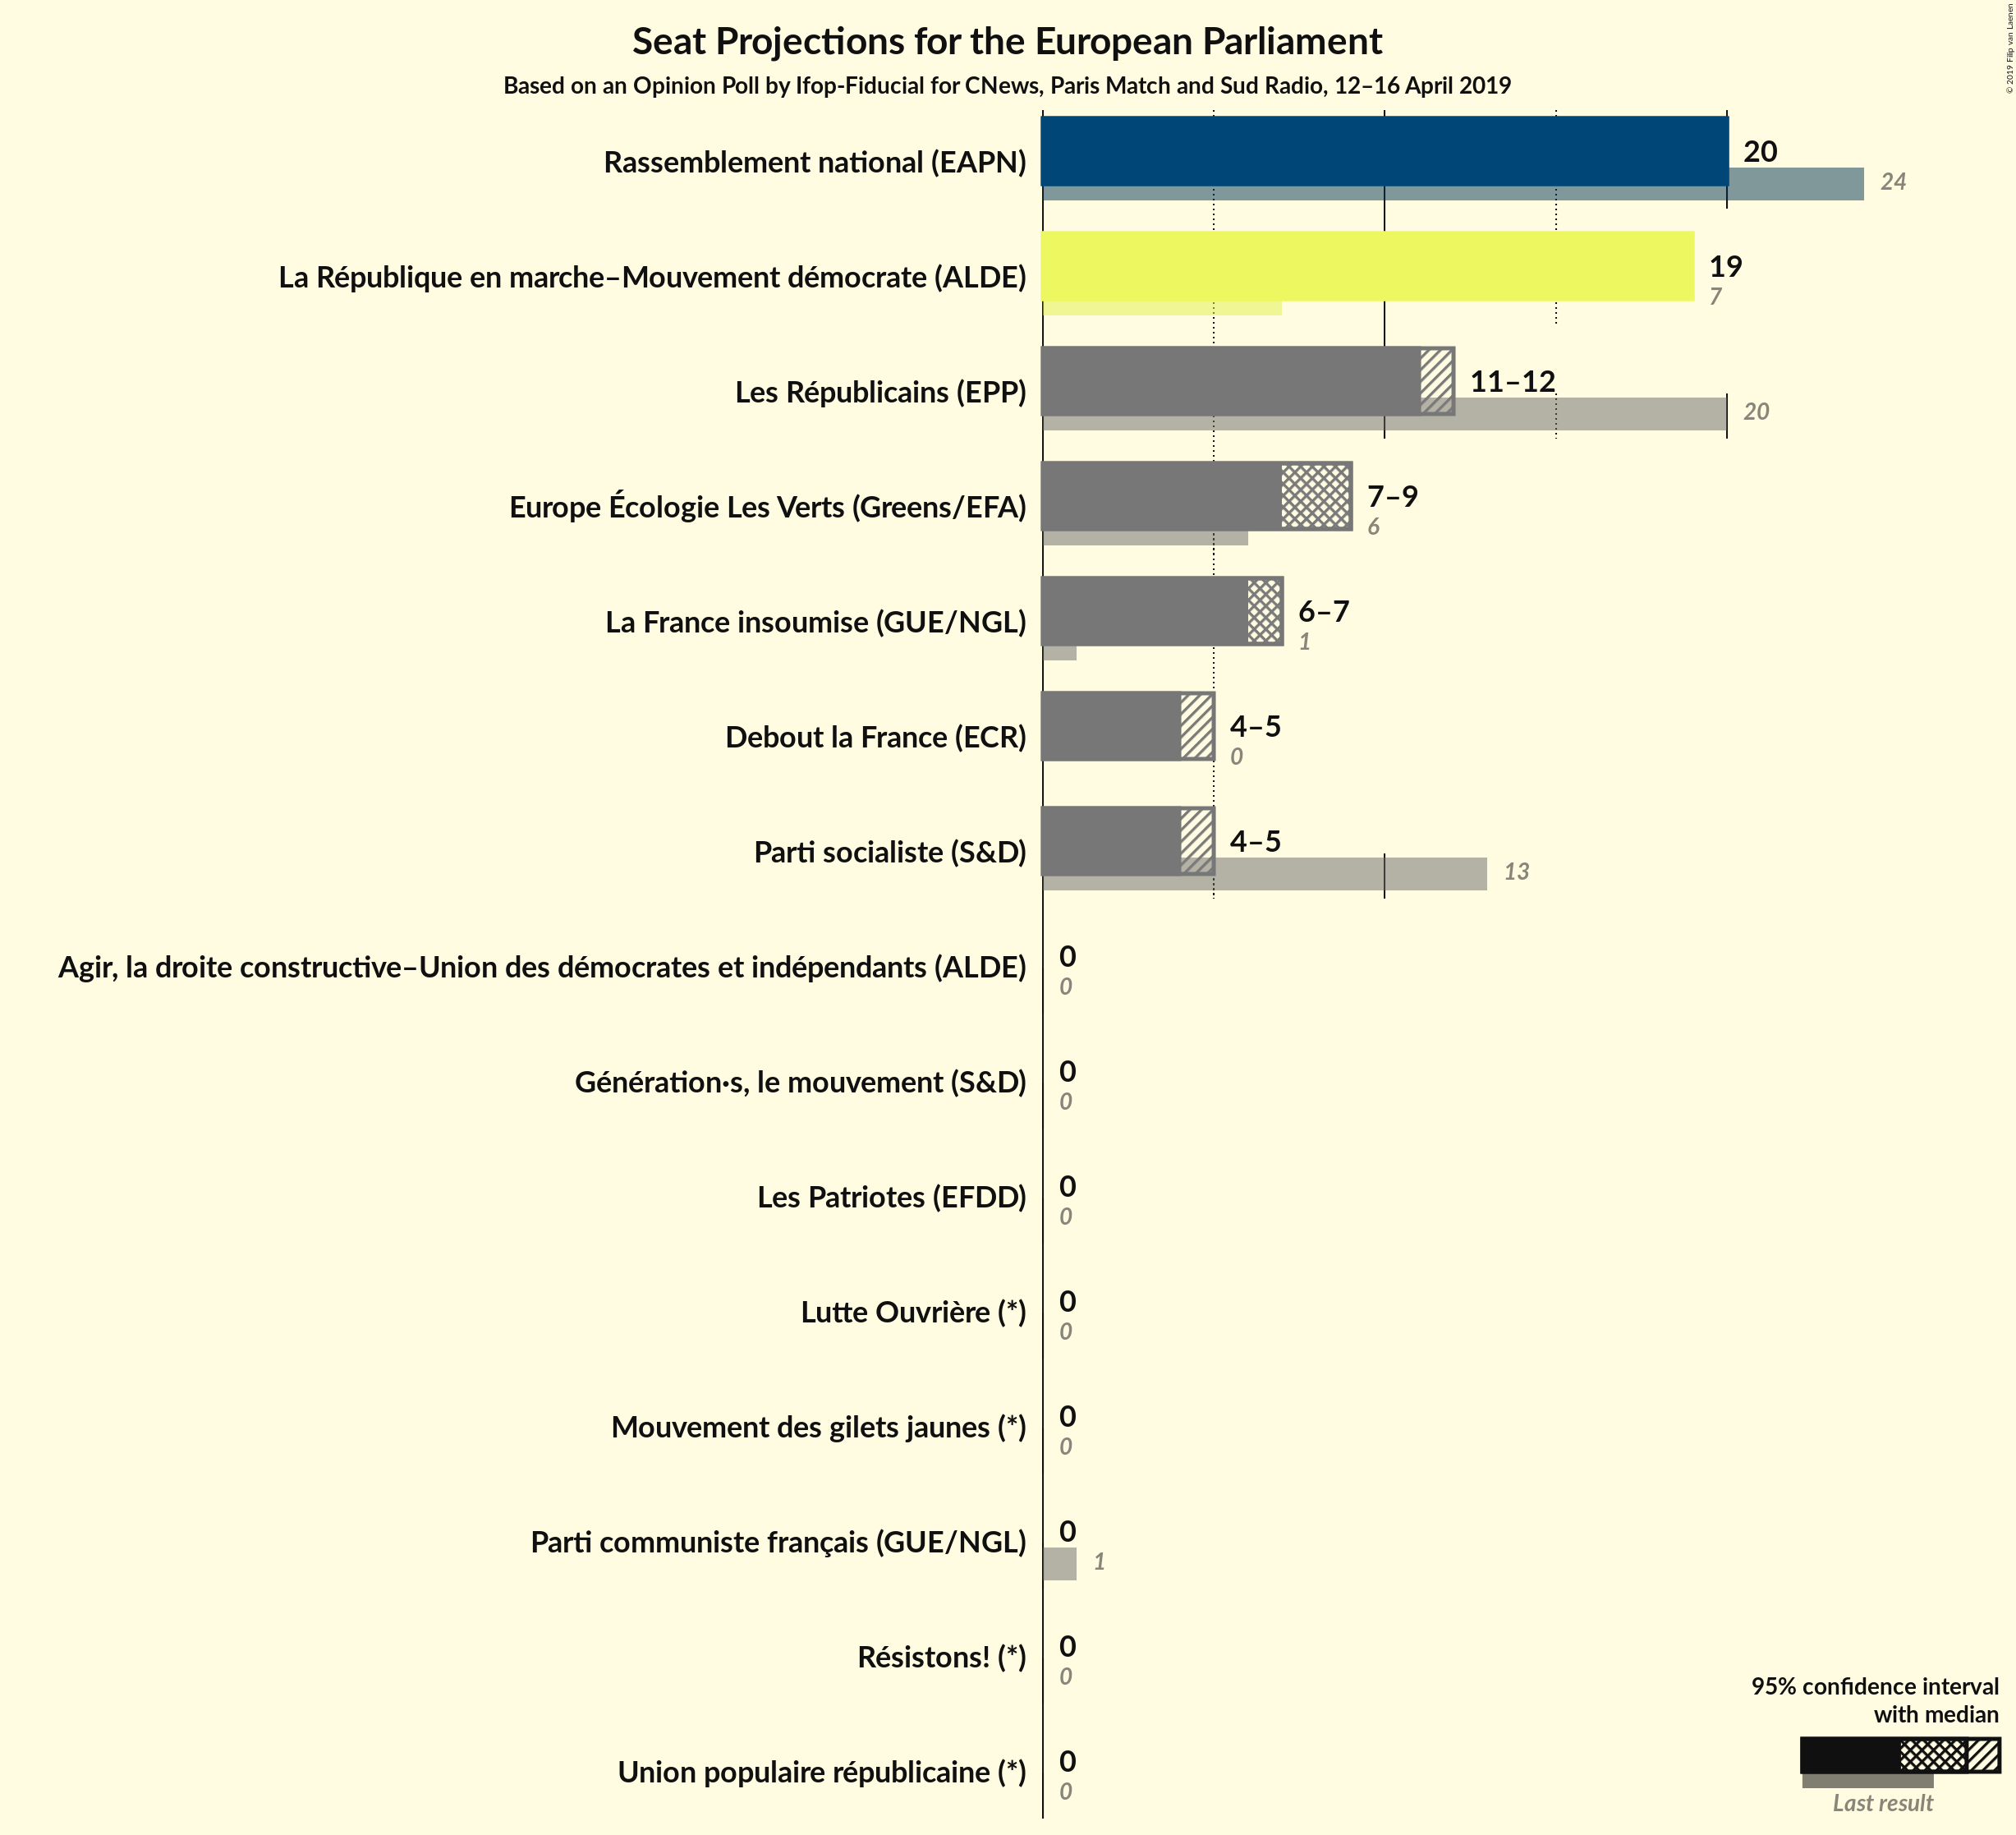 Seat Projections for the European Parliament
Based on an Opinion Poll by Ifop-Fiducial for CNews, Paris Match and Sud Radio, 12–16 April 2019
© 2019 Filip van Laenen
Rassemblement national (EAPN)
20
24
La République en marche–Mouvement démocrate (ALDE)
19
7
Les Républicains (EPP)
11–12
20
Europe Écologie Les Verts (Greens/EFA)
7–9
6
La France insoumise (GUE/NGL)
6–7
1
Debout la France (ECR)
4–5
0
Parti socialiste (S&D)
4–5
13
Agir, la droite constructive–Union des démocrates et indépendants (ALDE)
0
0
Génération·s, le mouvement (S&D)
0
0
Les Patriotes (EFDD)
0
0
Lutte Ouvrière (*)
0
0
Mouvement des gilets jaunes (*)
0
0
Parti communiste français (GUE/NGL)
0
1
Résistons! (*)
0
0
Union populaire républicaine (*)
0
0
95% confidence interval
with median
Last result